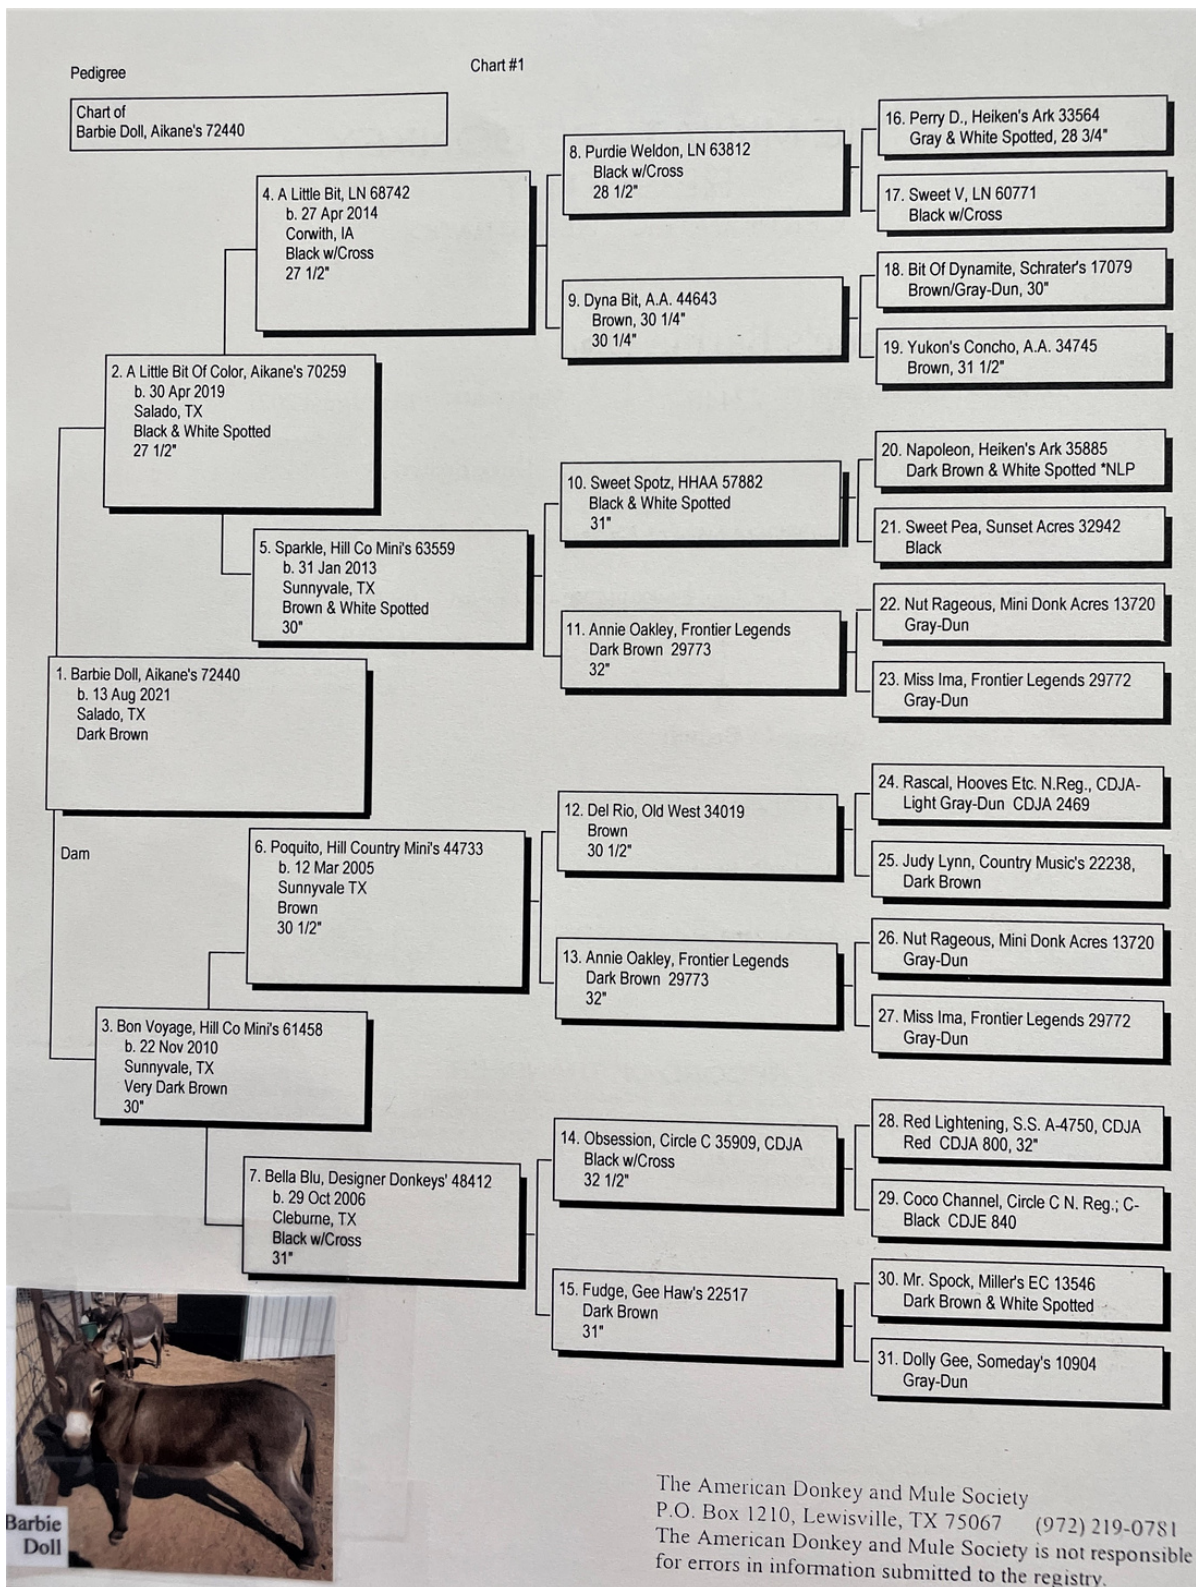 Pedigree
Chart #1
Chart of
Barbie Doll, Aikane's 72440
1. Barbie Doll, Aikane's 72440
b. 13 Aug 2021
Salado, TX
Dark Brown
Dam
2. A Little Bit Of Color, Aikane's 70259
b. 30 Apr 2019
Salado, TX
Black & White Spotted
27 1/2"
3. Bon Voyage, Hill Co Mini's 61458
b. 22 Nov 2010
Sunnyvale, TX
Very Dark Brown
30"
4. A Little Bit, LN 68742
b. 27 Apr 2014
Corwith, IA
Black w/Cross
27 1/2"
5. Sparkle, Hill Co Mini's 63559
b. 31 Jan 2013
Sunnyvale, TX
Brown & White Spotted
30"
6. Poquito, Hill Country Mini's 44733
b. 12 Mar 2005
Sunnyvale TX
Brown
30 1/2"
7. Bella Blu, Designer Donkeys' 48412
b. 29 Oct 2006
Cleburne, TX
Black w/Cross
31"
8. Purdie Weldon, LN 63812
Black w/Cross
28 1/2"
9. Dyna Bit, A.A. 44643
Brown, 30 1/4"
30 1/4"
10. Sweet Spotz, HHAA 57882
Black & White Spotted
31"
11. Annie Oakley, Frontier Legends
Dark Brown 29773
32"
12. Del Rio, Old West 34019
Brown
30 1/2"
13. Annie Oakley, Frontier Legends
Dark Brown 29773
32"
14. Obsession, Circle C 35909, CDJA
Black w/Cross
32 1/2"
15. Fudge, Gee Haw's 22517
Dark Brown
31"
16. Perry D., Heiken's Ark 33564
Gray & White Spotted, 28 3/4"
17. Sweet V, LN 60771
Black w/Cross
18. Bit Of Dynamite, Schrater's 17079
Brown/Gray-Dun, 30"
19. Yukon's Concho, A.A. 34745
Brown, 31 1/2"
20. Napoleon, Heiken's Ark 35885
Dark Brown & White Spotted *NLP
21. Sweet Pea, Sunset Acres 32942
Black
22. Nut Rageous, Mini Donk Acres 13720
Gray-Dun
23. Miss Ima, Frontier Legends 29772
Gray-Dun
24. Rascal, Hooves Etc. N.Reg., CDJA-
Light Gray-Dun CDJA 2469
25. Judy Lynn, Country Music's 22238,
Dark Brown
26. Nut Rageous, Mini Donk Acres 13720
Gray-Dun
27. Miss Ima, Frontier Legends 29772
Gray-Dun
28. Red Lightening, S.S. A-4750, CDJA
Red CDJA 800, 32"
29. Coco Channel, Circle C N. Reg.; C-
Black CDJE 840
30. Mr. Spock, Miller's EC 13546
Dark Brown & White Spotted
31. Dolly Gee, Someday's 10904
Gray-Dun
Barbie
Doll
The American Donkey and Mule Society
P.O. Box 1210, Lewisville, TX 75067 (972) 219-0781
The American Donkey and Mule Society is not responsible
for errors in information submitted to the registry.